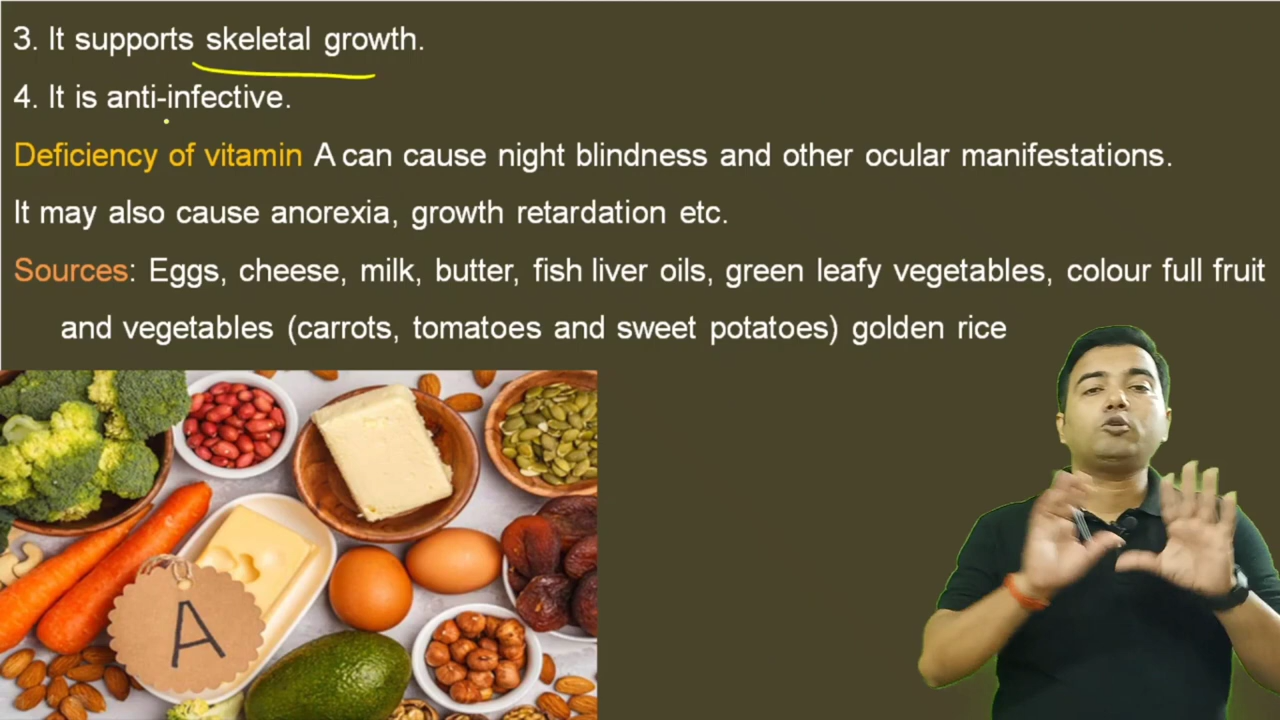 3. It supports skeletal growth.
4. It is anti-infective.
Deficiency of vitamin A can cause night blindness and other ocular manifestations.
It may also cause anorexia, growth retardation etc.
Sources: Eggs, cheese, milk, butter, fish liver oils, green leafy vegetables, colour full fruit
and vegetables (carrots, tomatoes and sweet potatoes) golden rice
A